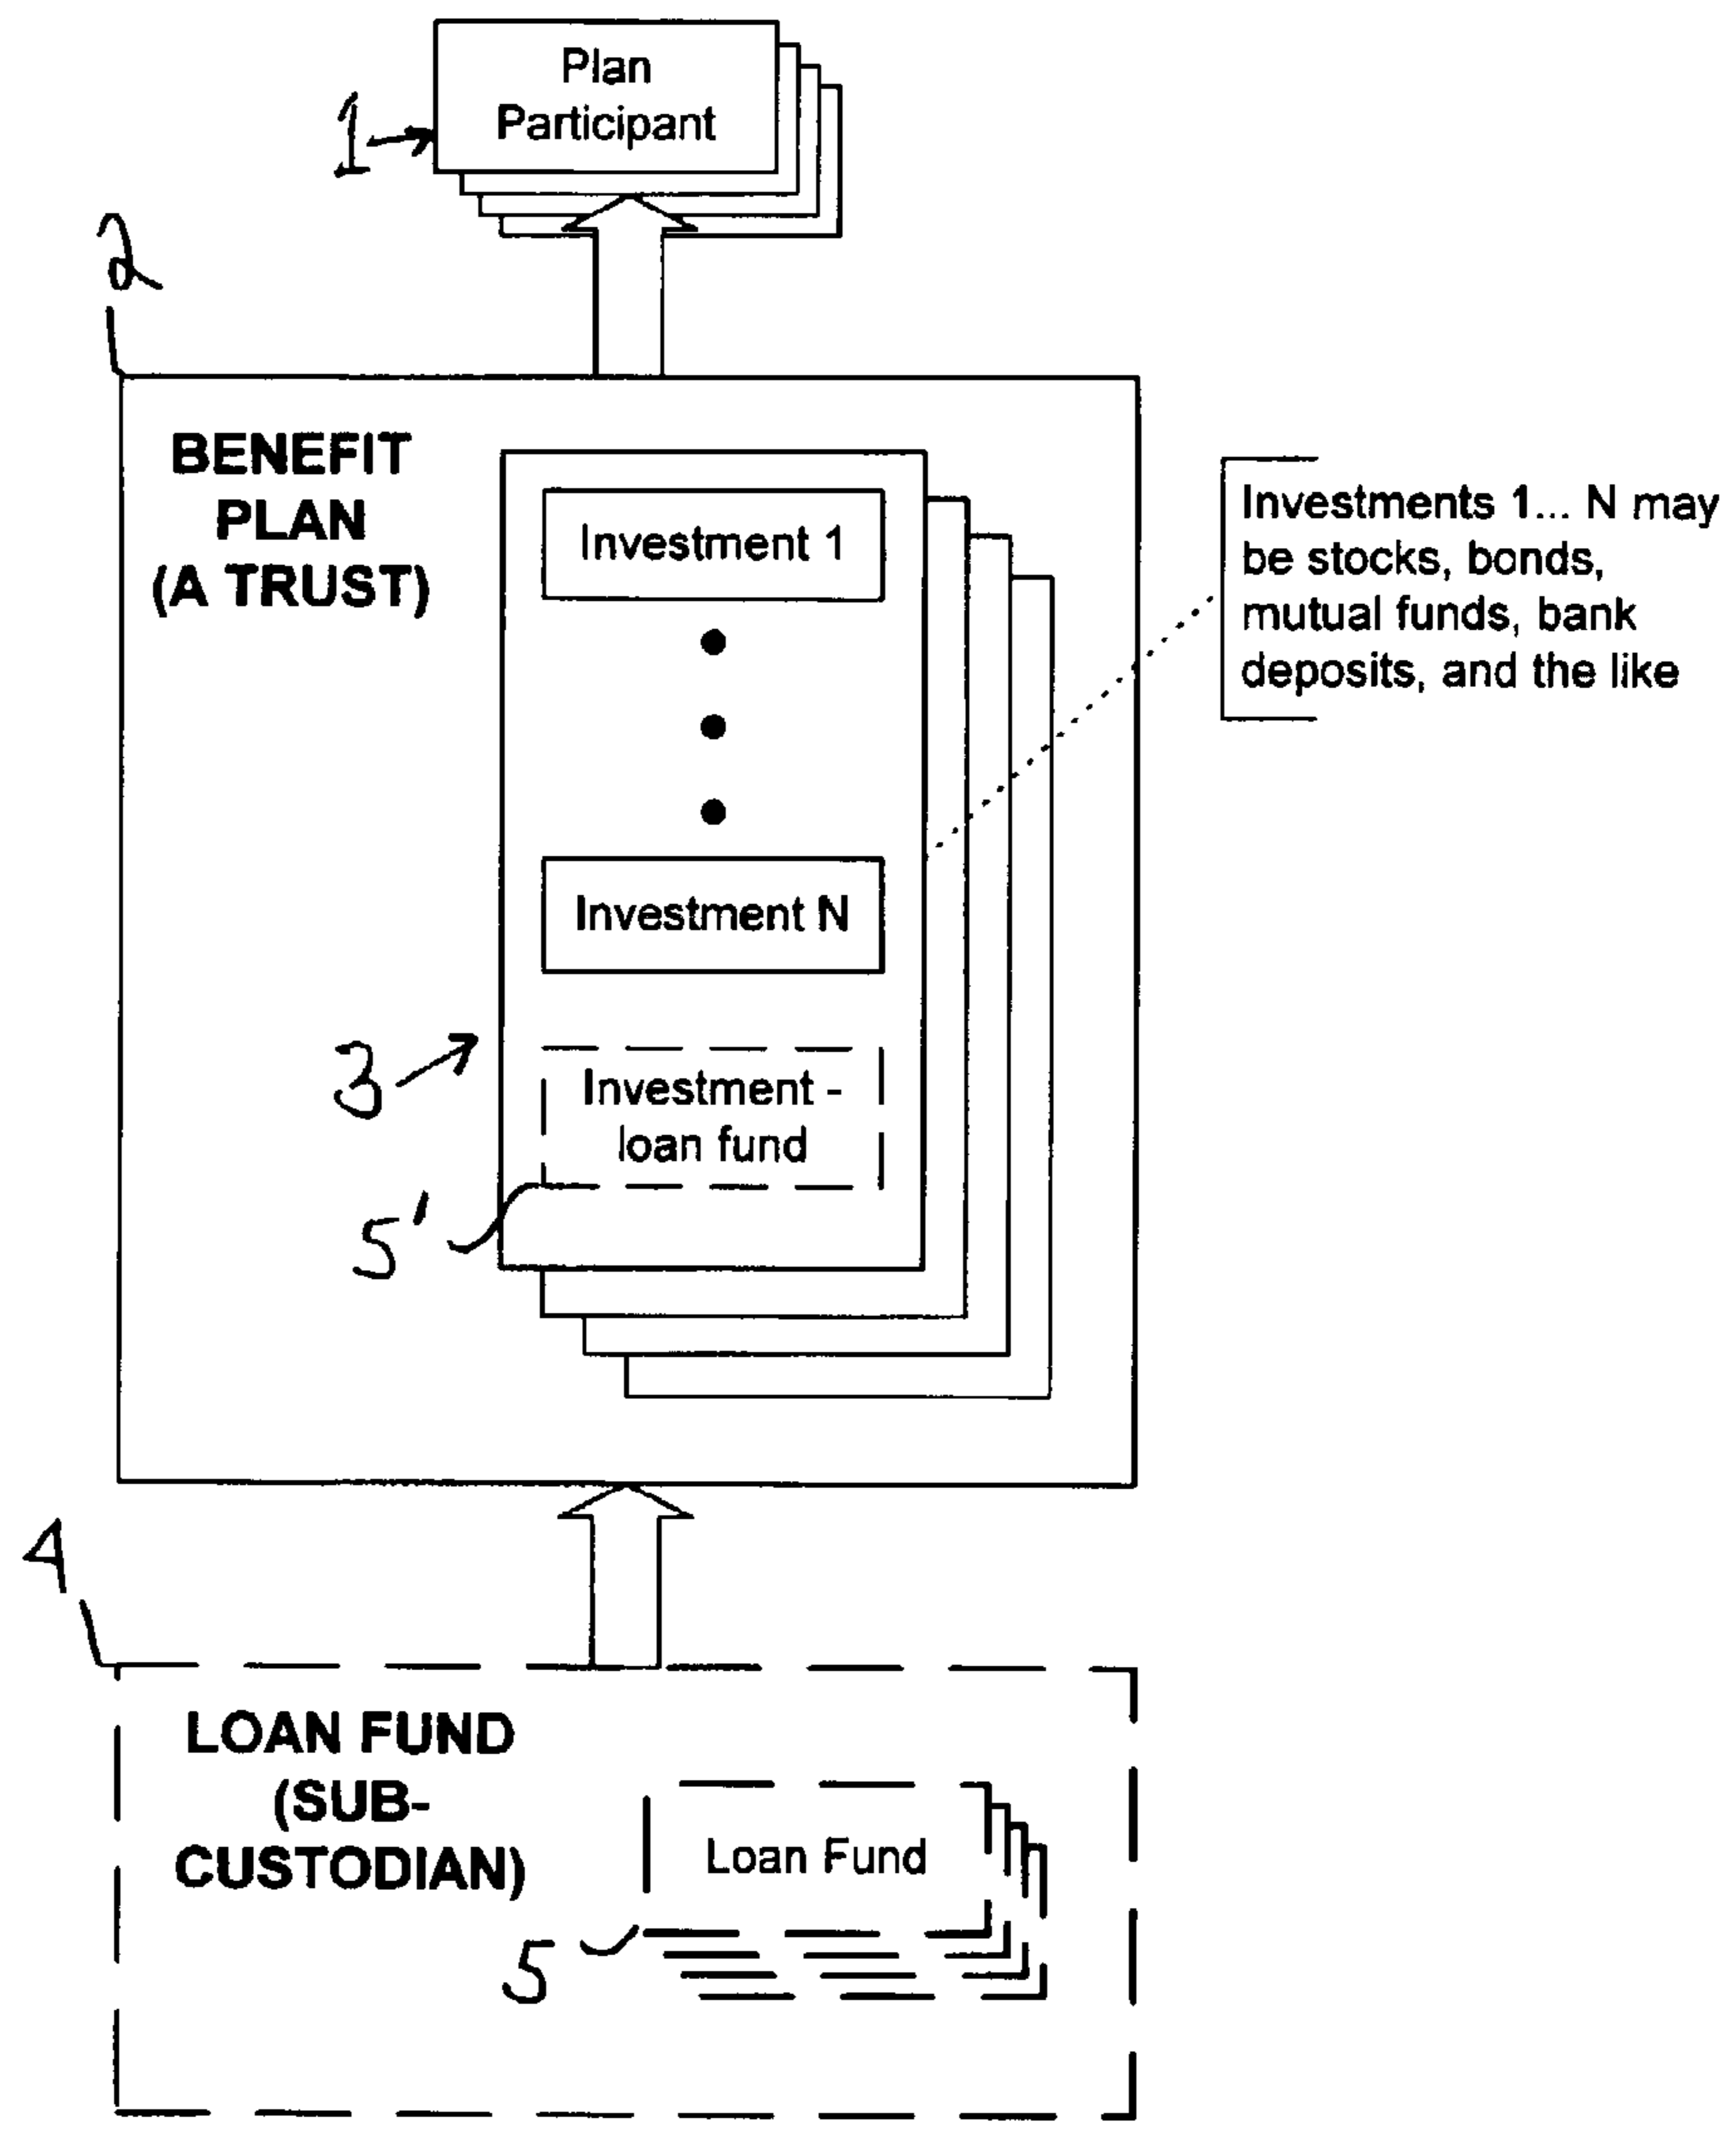 Plan
Participant
1
2
BENEFIT
PLAN
(A TRUST)
Investment 1
Investments 1... N may
be stocks, bonds,
mutual funds, bank
deposits, and the like
Investment N
3
Investment -
loan fund
5'
4
LOAN FUND
(SUB-
CUSTODIAN)
Loan Fund
5